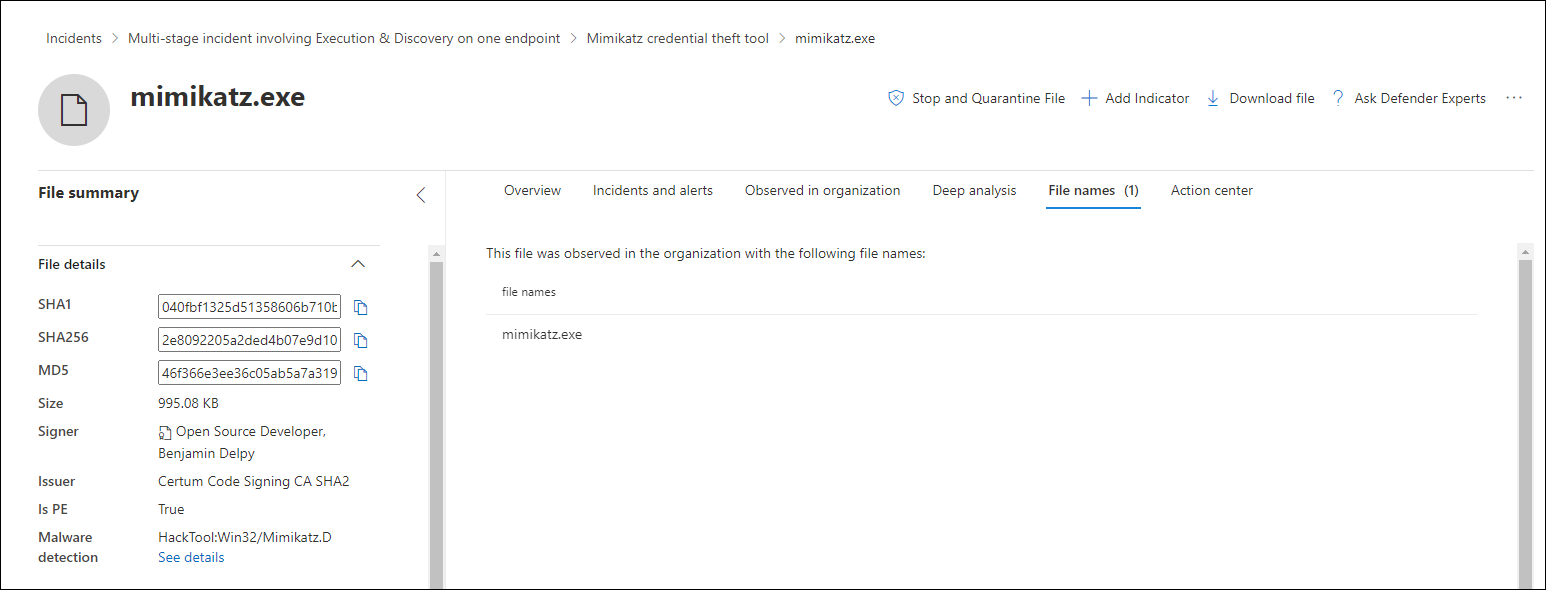 Incidents > Multi-stage incident involving Execution & Discovery on one endpoint > Mimikatz credential theft tool > mimikatz.exe
mimikatz.exe
Stop and Quarantine File
Add Indicator
Download file
? Ask Defender Experts
...
File summary
Overview
Incidents and alerts
Observed in organization
Deep analysis
File names (1)
Action center
File details
SHA1 040fbf1325d51358606b710b
SHA256 2e8092205a2ded4b07e9d10
MD5 46f366e3ee36c05ab5a7a319
Size 995.08 KB
Signer Open Source Developer,
Benjamin Delpy
Issuer Certum Code Signing CA SHA2
Is PE True
Malware HackTool:Win32/Mimikatz.D
detection See details
This file was observed in the organization with the following file names:
file names
mimikatz.exe